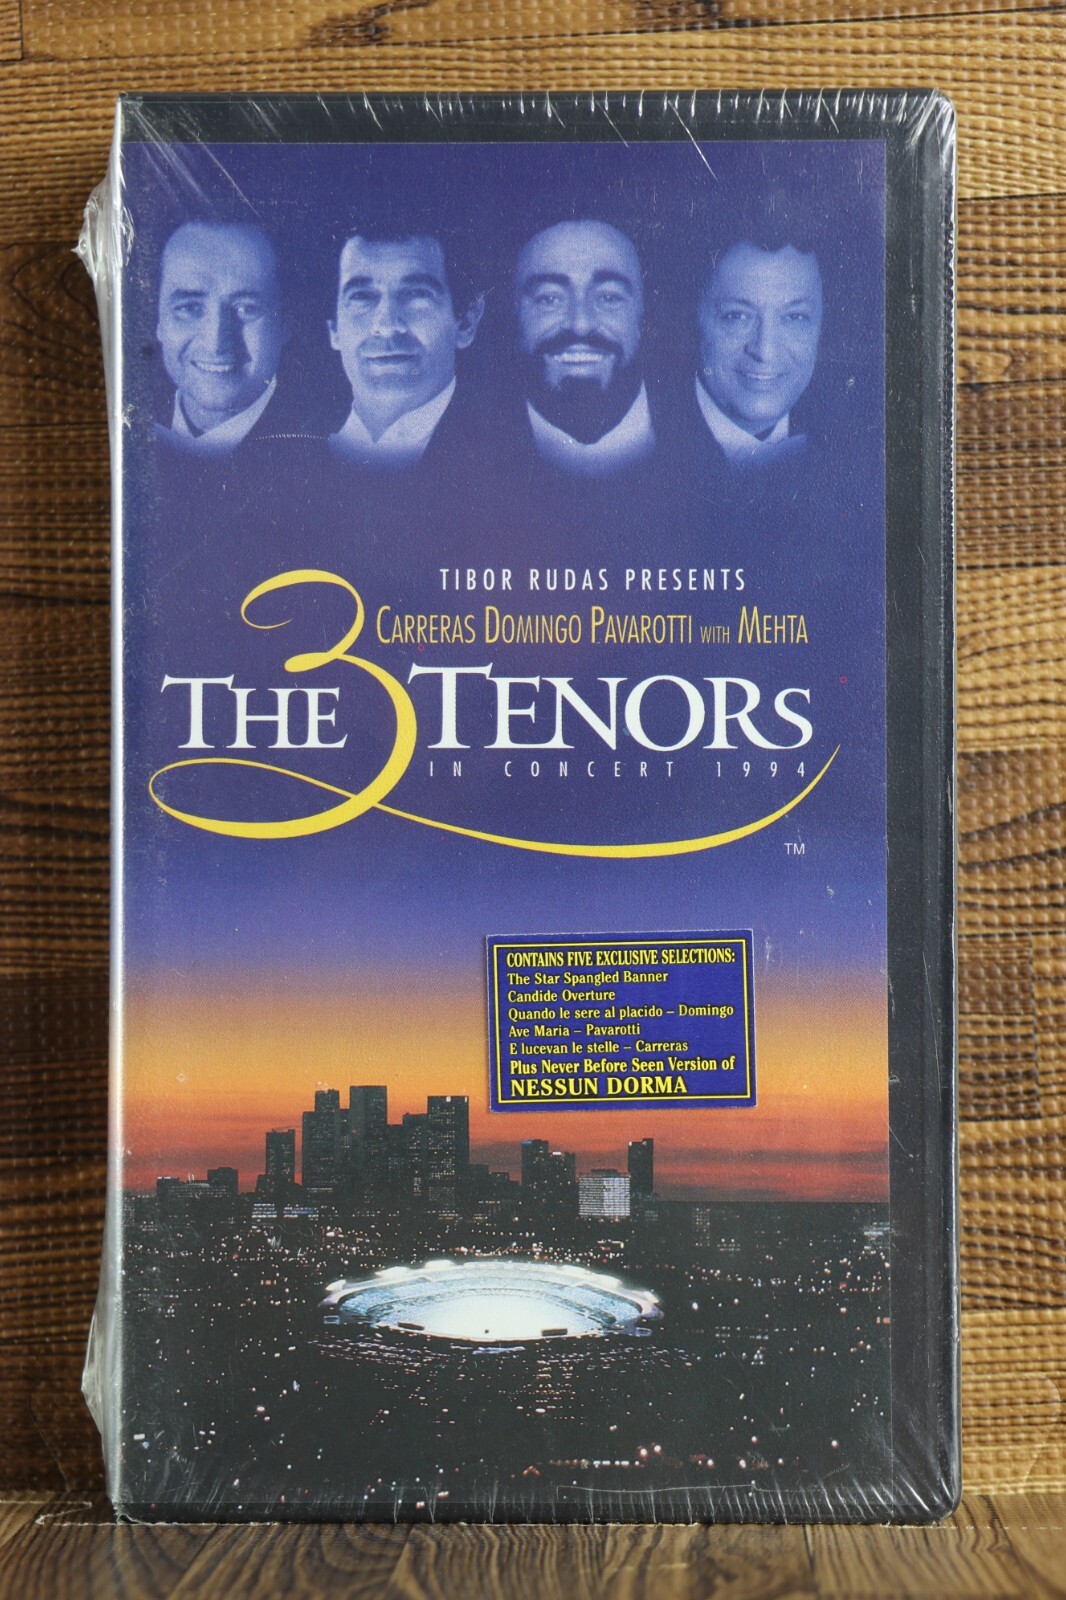 TIBOR RUDAS PRESENTS
CARRERAS DOMINGO PAVAROTTI WITH MEHTA
THE 3 TENORS
IN CONCERT 1994
TM
CONTAINS FIVE EXCLUSIVE SELECTIONS:
The Star Spangled Banner
Candide Overture
Quando le sere al placido – Domingo
Ave Maria – Pavarotti
E lucevan le stelle – Carreras
Plus Never Before Seen Version of
NESSUN DORMA